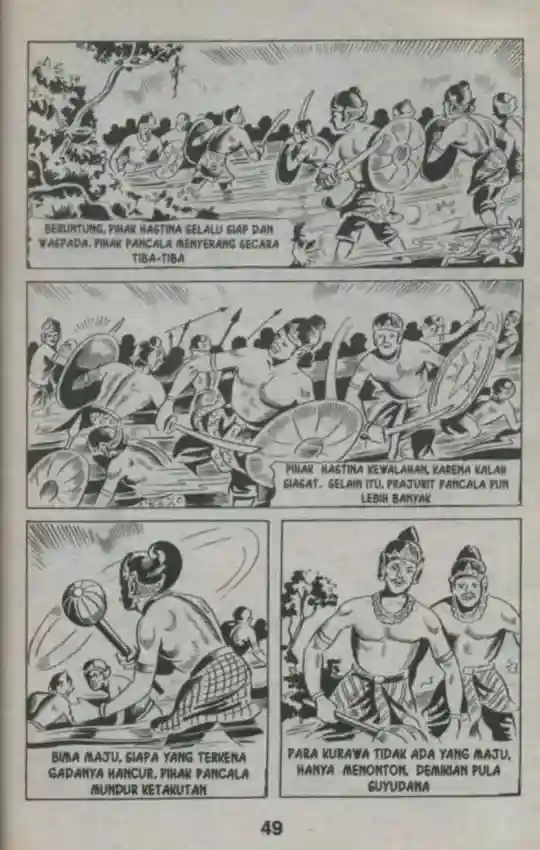 BERUNTUNG, PIHAK HASTINA SELALU SIAP DAN
WASPADA. PIHAK PANCALA MENYERANG SECARA
TIBA-TIBA
PIHAK HASTINA KEWALAHAN, KARENA KALAH
SIASAT. SELAIN ITU, PRAJURIT PANCALA PUN
LEBIH BANYAK
BIMA MAJU, SIAPA YANG TERKENA
GADANYA HANCUR, PIHAK PANCALA
MUNDUR KETAKUTAN
PARA KURAWA TIDAK ADA YANG MAJU,
HANYA MENONTON, DEMIKIAN PULA
SUYUDANA
49